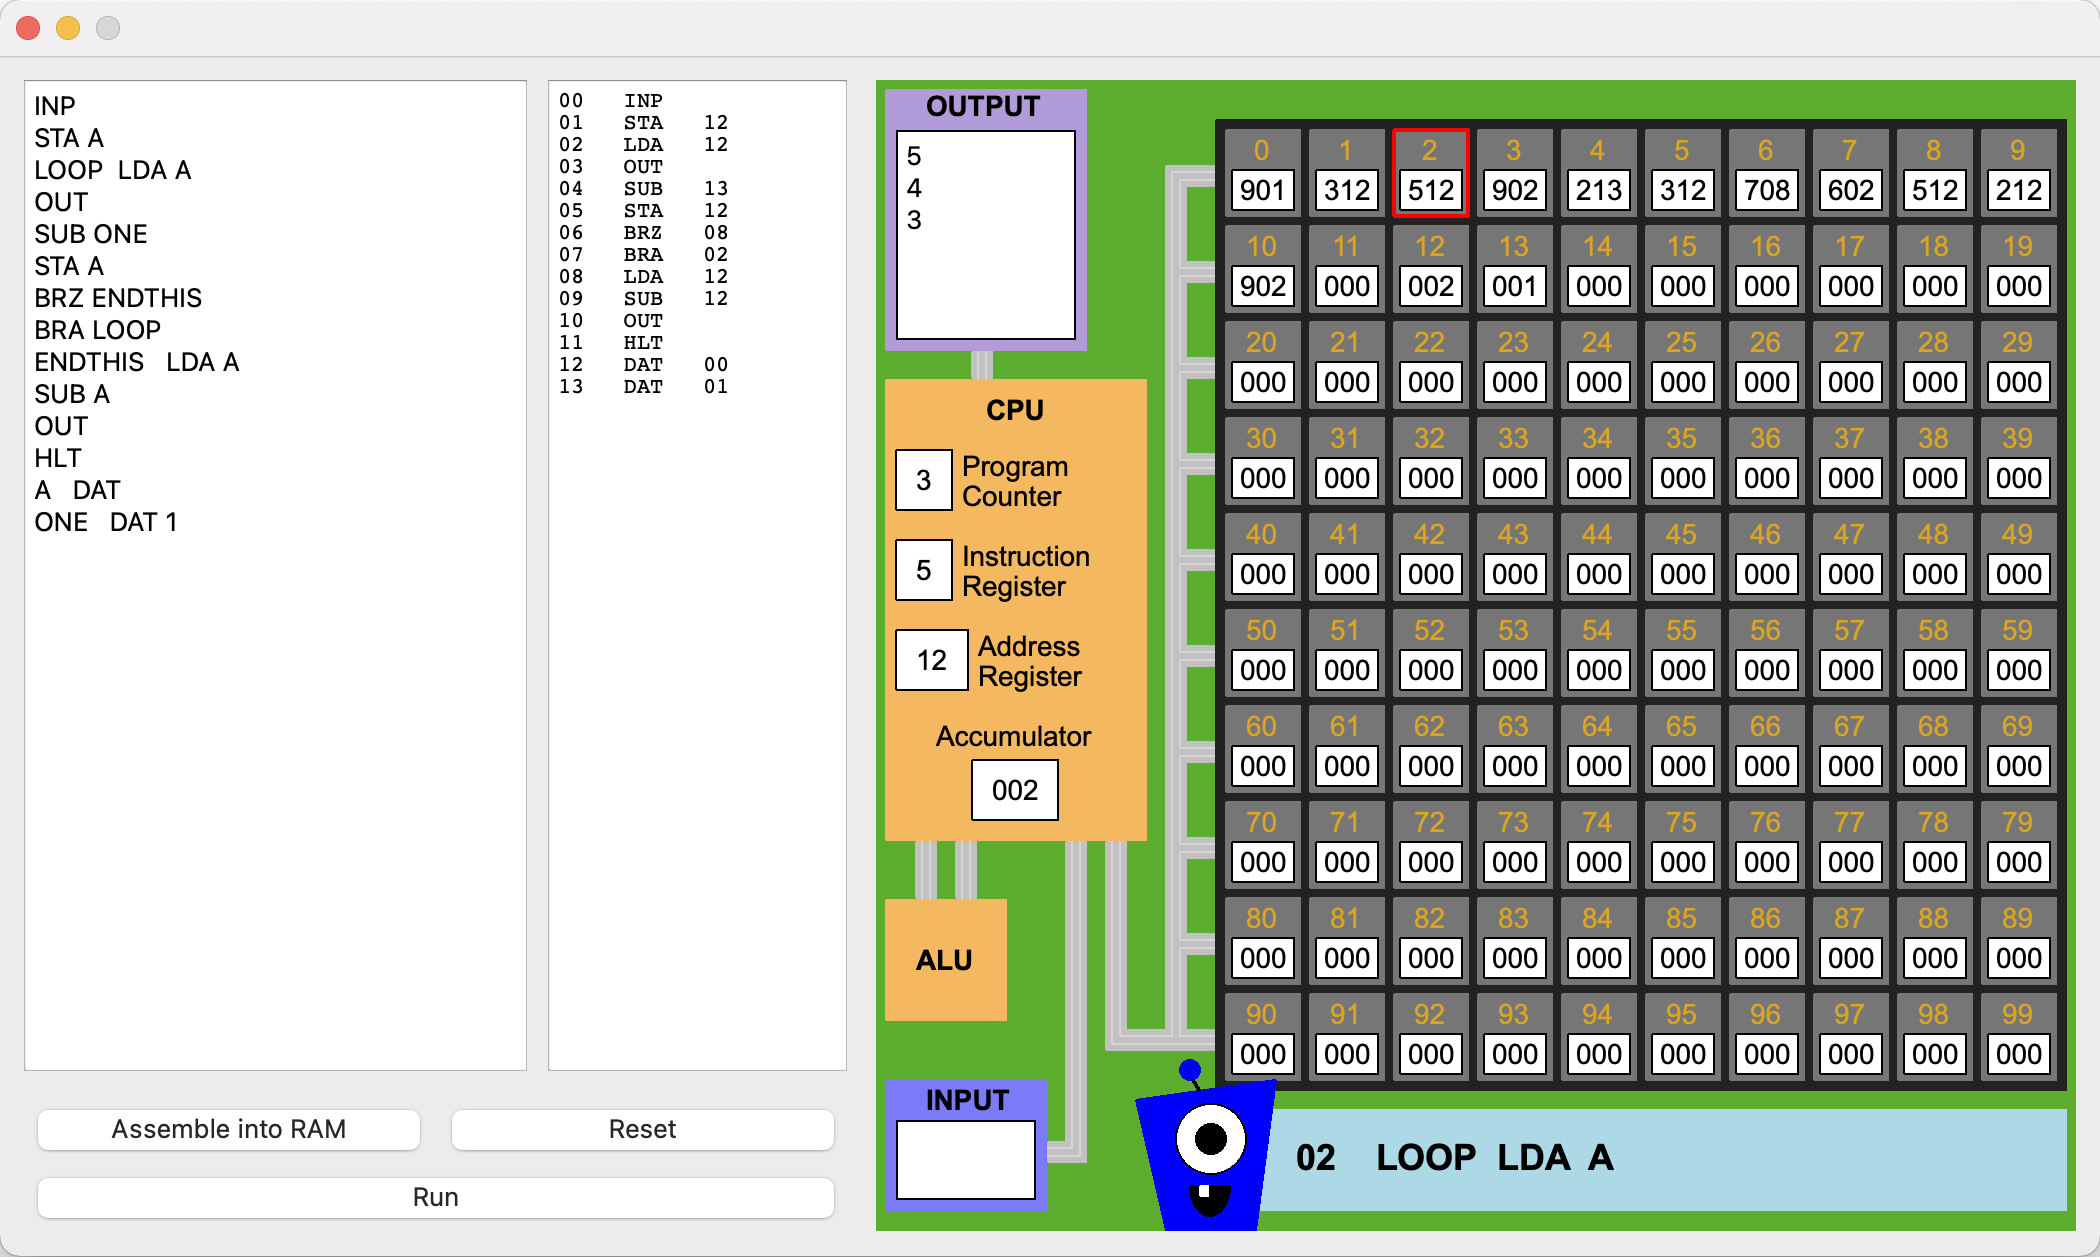 INP
STA A
LOOP  LDA A
OUT
SUB ONE
STA A
BRZ ENDTHIS
BRA LOOP
ENDTHIS   LDA A
SUB A
OUT
HLT
A   DAT
ONE   DAT 1
00   INP
01   STA   12
02   LDA   12
03   OUT
04   SUB   13
05   STA   12
06   BRZ   08
07   BRA   02
08   LDA   12
09   SUB   12
10   OUT
11   HLT
12   DAT   00
13   DAT   01
Assemble into RAM
Reset
Run
OUTPUT
5
4
3
CPU
3 Program Counter
5 Instruction Register
12 Address Register
Accumulator
002
ALU
INPUT
0 1 2 3 4 5 6 7 8 9
901 312 512 902 213 312 708 602 512 212
10 11 12 13 14 15 16 17 18 19
902 000 002 001 000 000 000 000 000 000
20 21 22 23 24 25 26 27 28 29
000 000 000 000 000 000 000 000 000 000
30 31 32 33 34 35 36 37 38 39
000 000 000 000 000 000 000 000 000 000
40 41 42 43 44 45 46 47 48 49
000 000 000 000 000 000 000 000 000 000
50 51 52 53 54 55 56 57 58 59
000 000 000 000 000 000 000 000 000 000
60 61 62 63 64 65 66 67 68 69
000 000 000 000 000 000 000 000 000 000
70 71 72 73 74 75 76 77 78 79
000 000 000 000 000 000 000 000 000 000
80 81 82 83 84 85 86 87 88 89
000 000 000 000 000 000 000 000 000 000
90 91 92 93 94 95 96 97 98 99
000 000 000 000 000 000 000 000 000 000
02   LOOP  LDA  A